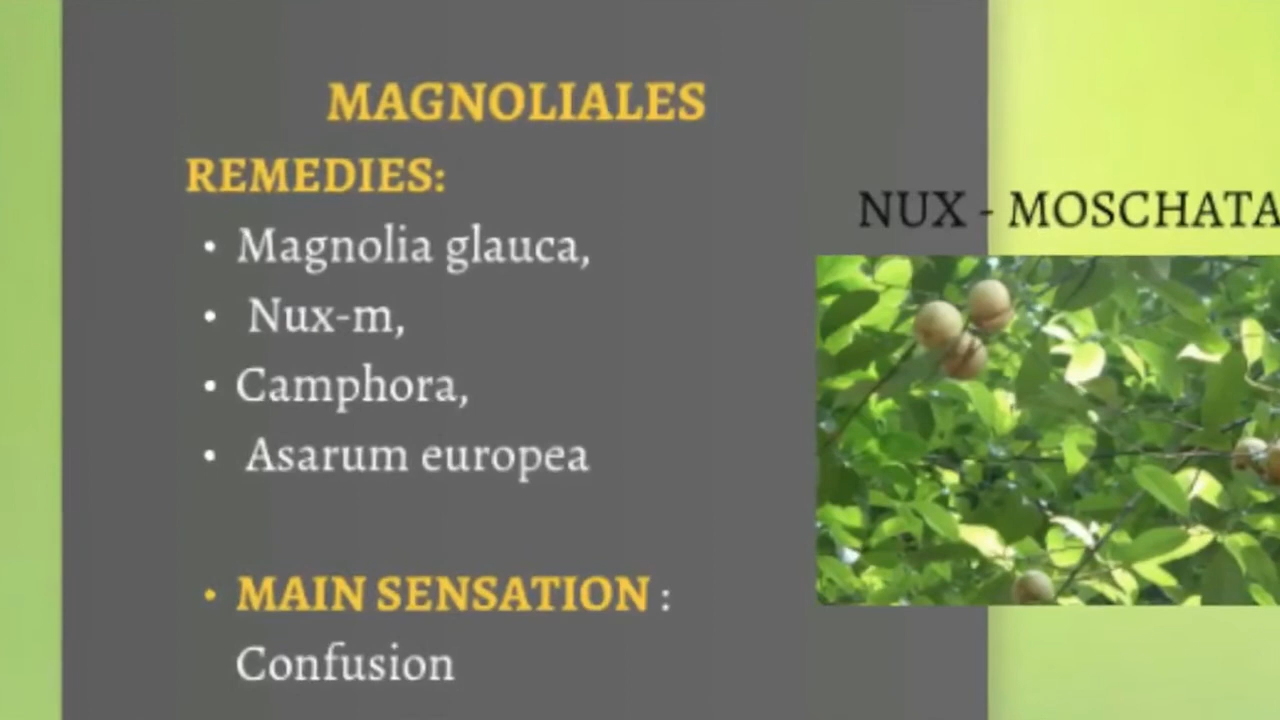 MAGNOLIALES
REMEDIES:
• Magnolia glauca,
• Nux-m,
• Camphora,
• Asarum europea
• MAIN SENSATION :
Confusion
NUX - MOSCHATA